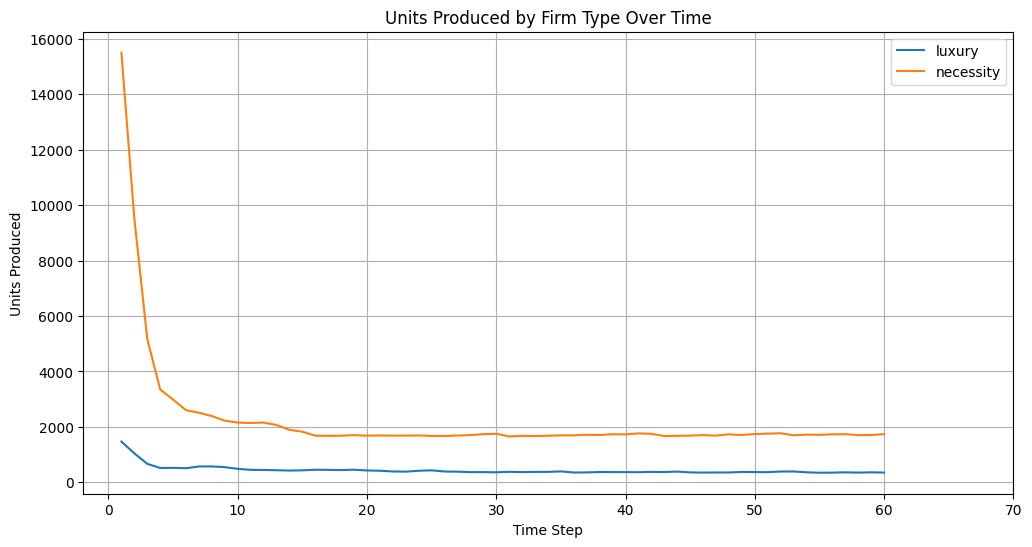 Units Produced by Firm Type Over Time
16000
14000
12000
10000
8000
6000
4000
2000
0
Units Produced
luxury
necessity
0 10 20 30 40 50 60 70
Time Step